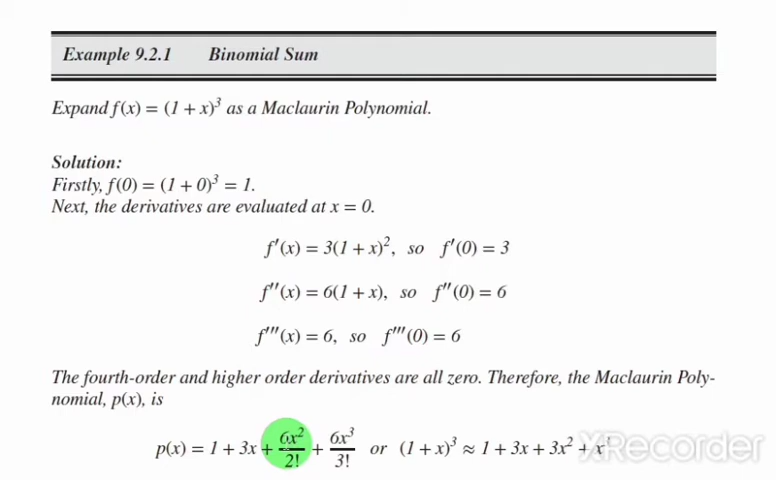 Example 9.2.1 Binomial Sum
Expand f(x) = (1 + x)³ as a Maclaurin Polynomial.
Solution:
Firstly, f(0) = (1 + 0)³ = 1.
Next, the derivatives are evaluated at x = 0.
f′(x) = 3(1 + x)², so f′(0) = 3
f″(x) = 6(1 + x), so f″(0) = 6
f‴(x) = 6, so f‴(0) = 6
The fourth-order and higher order derivatives are all zero. Therefore, the Maclaurin Poly-
nomial, p(x), is
p(x) = 1 + 3x + 6x²/2! + 6x³/3! or (1 + x)³ ≈ 1 + 3x + 3x² + x³
XRecorder